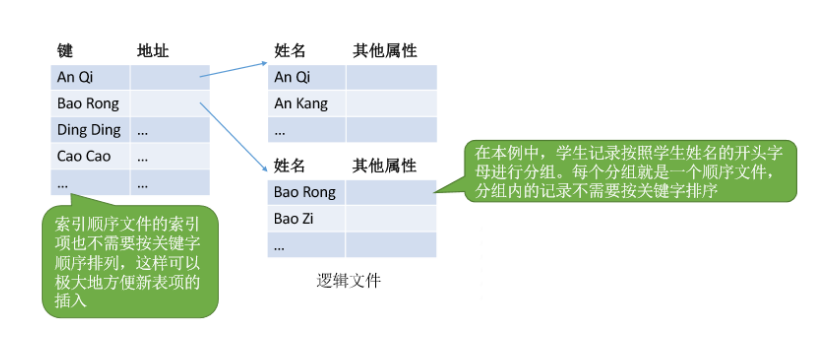 键 地址
An Qi
Bao Rong
Ding Ding ...
Cao Cao ...
... ...
索引顺序文件的索引
项也不需要按关键字
顺序排列，这样可以
极大地方便新表项的
插入
姓名 其他属性
An Qi
An Kang
...
姓名 其他属性
Bao Rong
Bao Zi
...
逻辑文件
在本例中，学生记录按照学生姓名的开头字
母进行分组。每个分组就是一个顺序文件，
分组内的记录不需要按关键字排序